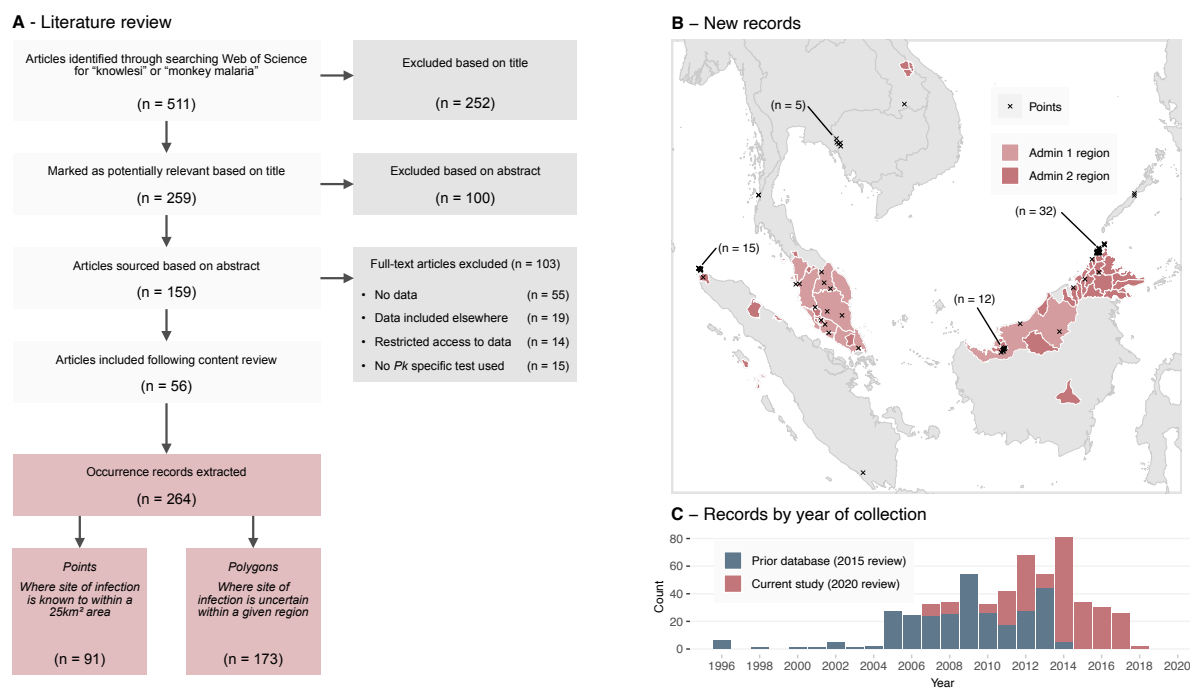 A - Literature review
Articles identified through searching Web of Science
for “knowlesi” or “monkey malaria”
(n = 511)
Excluded based on title
(n = 252)
Marked as potentially relevant based on title
(n = 259)
Excluded based on abstract
(n = 100)
Articles sourced based on abstract
(n = 159)
Full-text articles excluded (n = 103)
• No data (n = 55)
• Data included elsewhere (n = 19)
• Restricted access to data (n = 14)
• No Pk specific test used (n = 15)
Articles included following content review
(n = 56)
Occurrence records extracted
(n = 264)
Points
Where site of infection
is known to within a
25km² area
(n = 91)
Polygons
Where site of
infection is uncertain
within a given region
(n = 173)
B – New records
(n = 5)
Points
Admin 1 region
Admin 2 region
(n = 32)
(n = 15)
(n = 12)
C – Records by year of collection
Count
80
60
40
20
0
Prior database (2015 review)
Current study (2020 review)
1996 1998 2000 2002 2004 2006 2008 2010 2012 2014 2016 2018 2020
Year